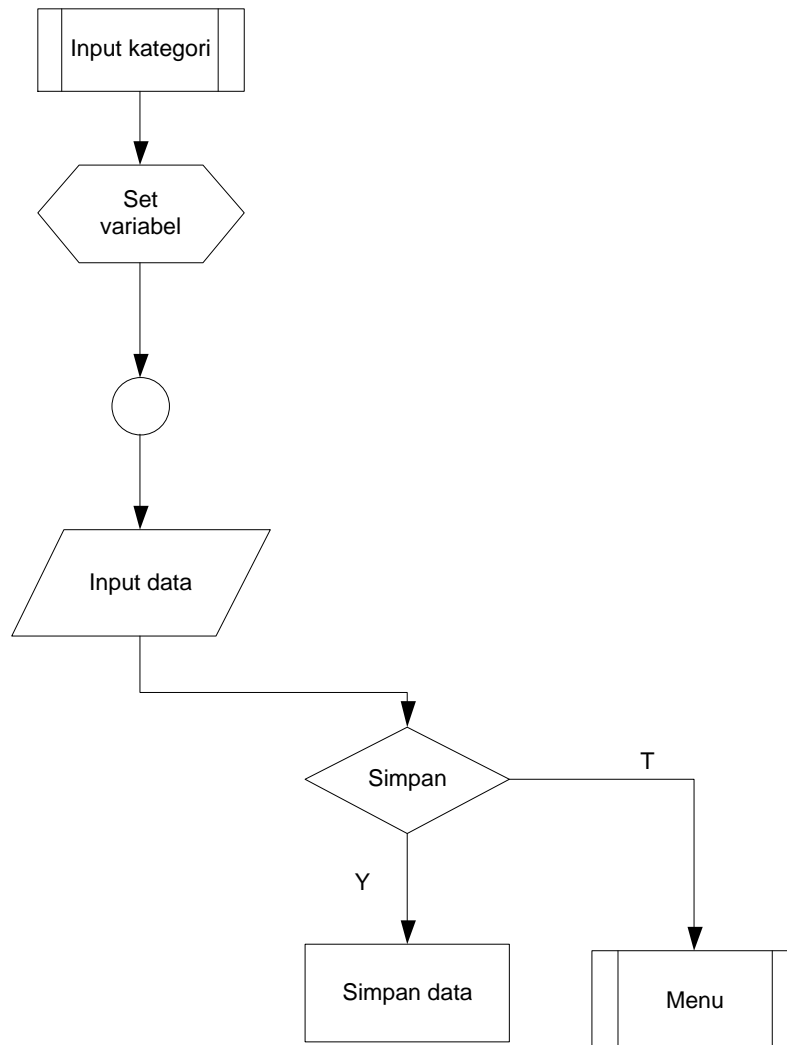 Input kategori
Set
variabel
Input data
Simpan
T
Y
Simpan data
Menu